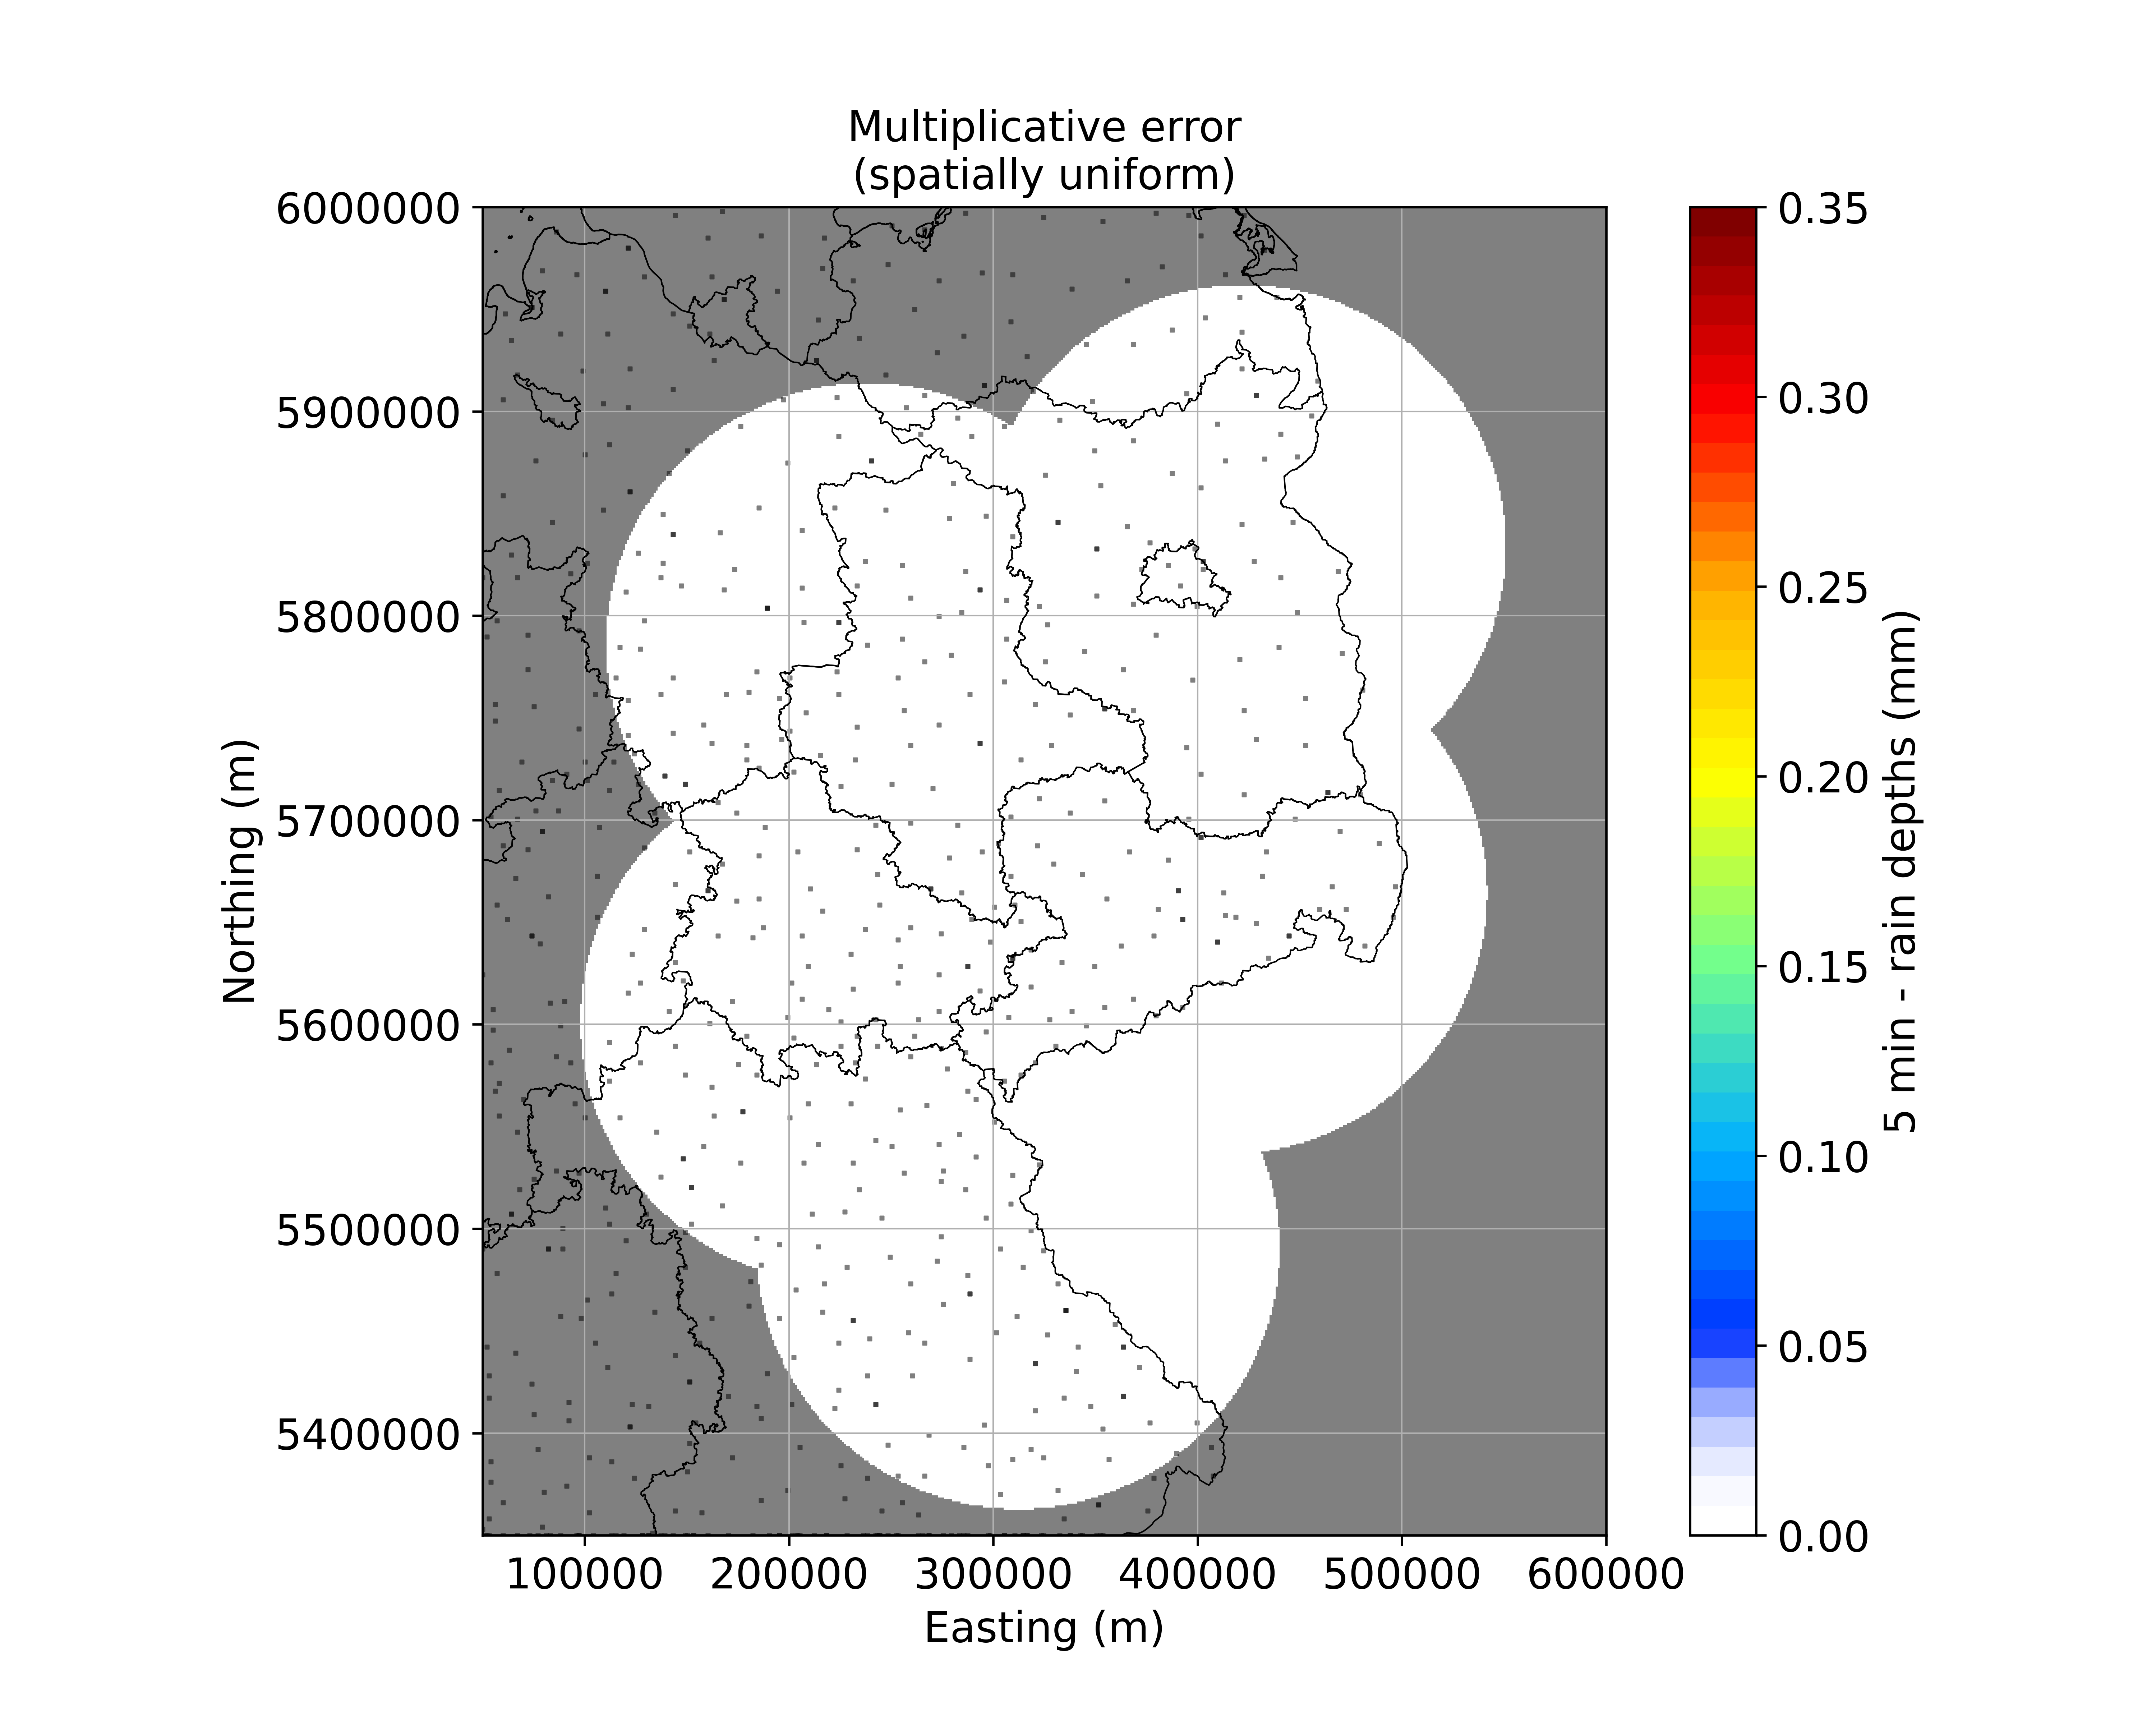 Multiplicative error
(spatially uniform)
6000000
5900000
5800000
5700000
5600000
5500000
5400000
Northing (m)
100000 200000 300000 400000 500000 600000
Easting (m)
0.35
0.30
0.25
0.20
0.15
0.10
0.05
0.00
5 min - rain depths (mm)